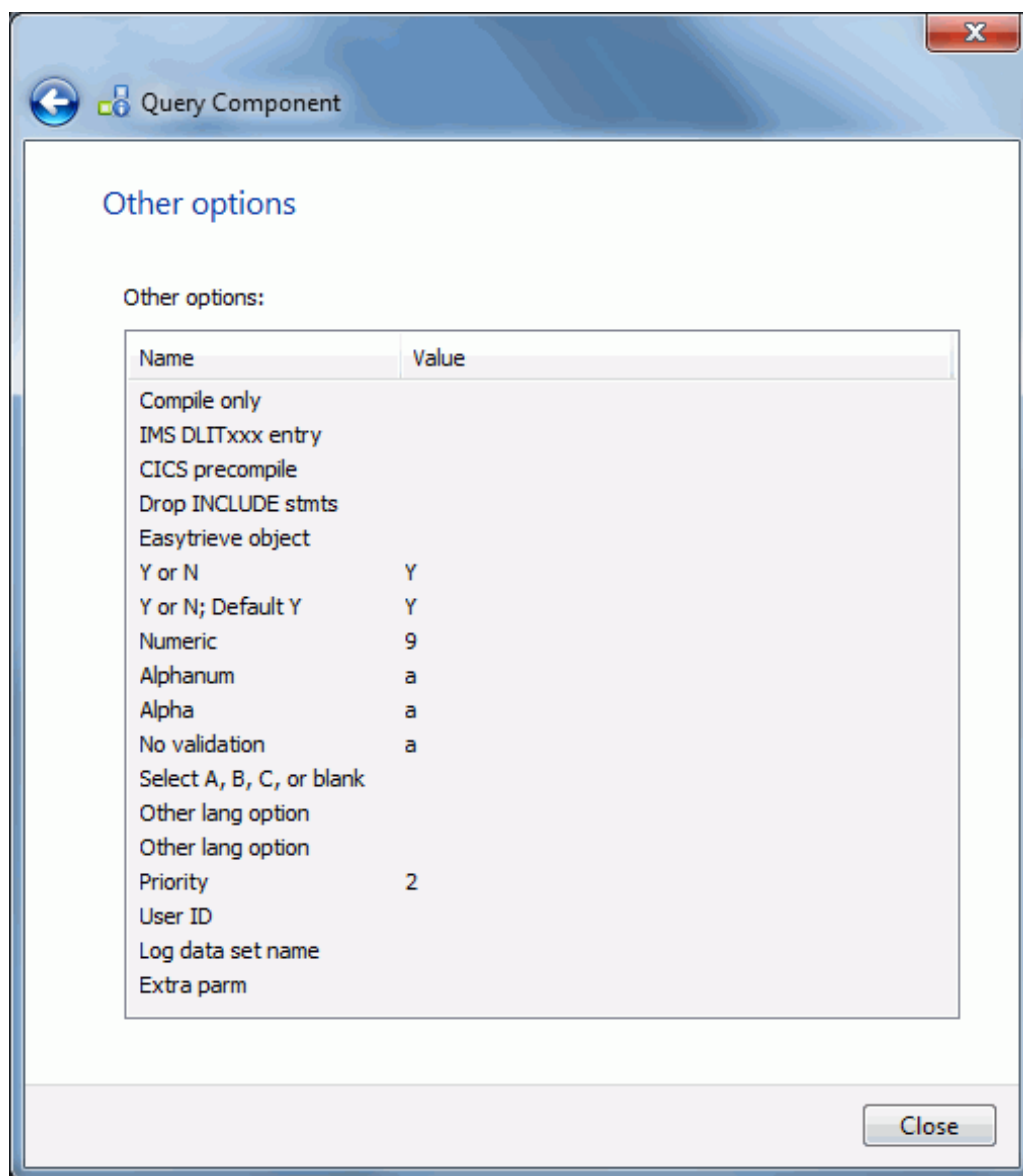 Query Component
Other options
Other options:
Name Value
Compile only
IMS DLITxxx entry
CICS precompile
Drop INCLUDE stmts
Easytrieve object
Y or N Y
Y or N; Default Y Y
Numeric 9
Alphanum a
Alpha a
No validation a
Select A, B, C, or blank
Other lang option
Other lang option
Priority 2
User ID
Log data set name
Extra parm
Close